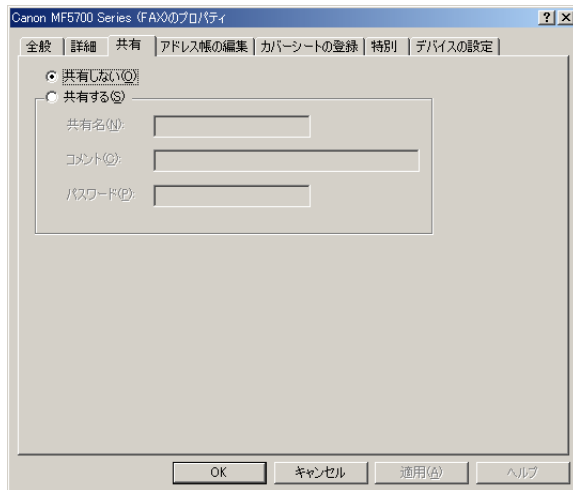 Canon MF5700 Series (FAX)のプロパティ
全般 詳細 共有 アドレス帳の編集 カバーシートの登録 特別 デバイスの設定
共有しない(O)
共有する(S)
共有名(N):
コメント(C):
パスワード(P):
OK キャンセル 適用(A) ヘルプ